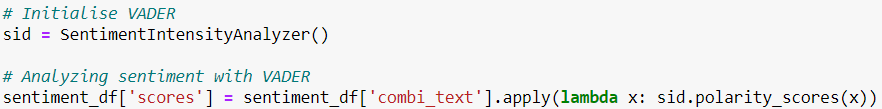 # Initialise VADER
sid = SentimentIntensityAnalyzer()
# Analyzing sentiment with VADER
sentiment_df['scores'] = sentiment_df['combi_text'].apply(lambda x: sid.polarity_scores(x))